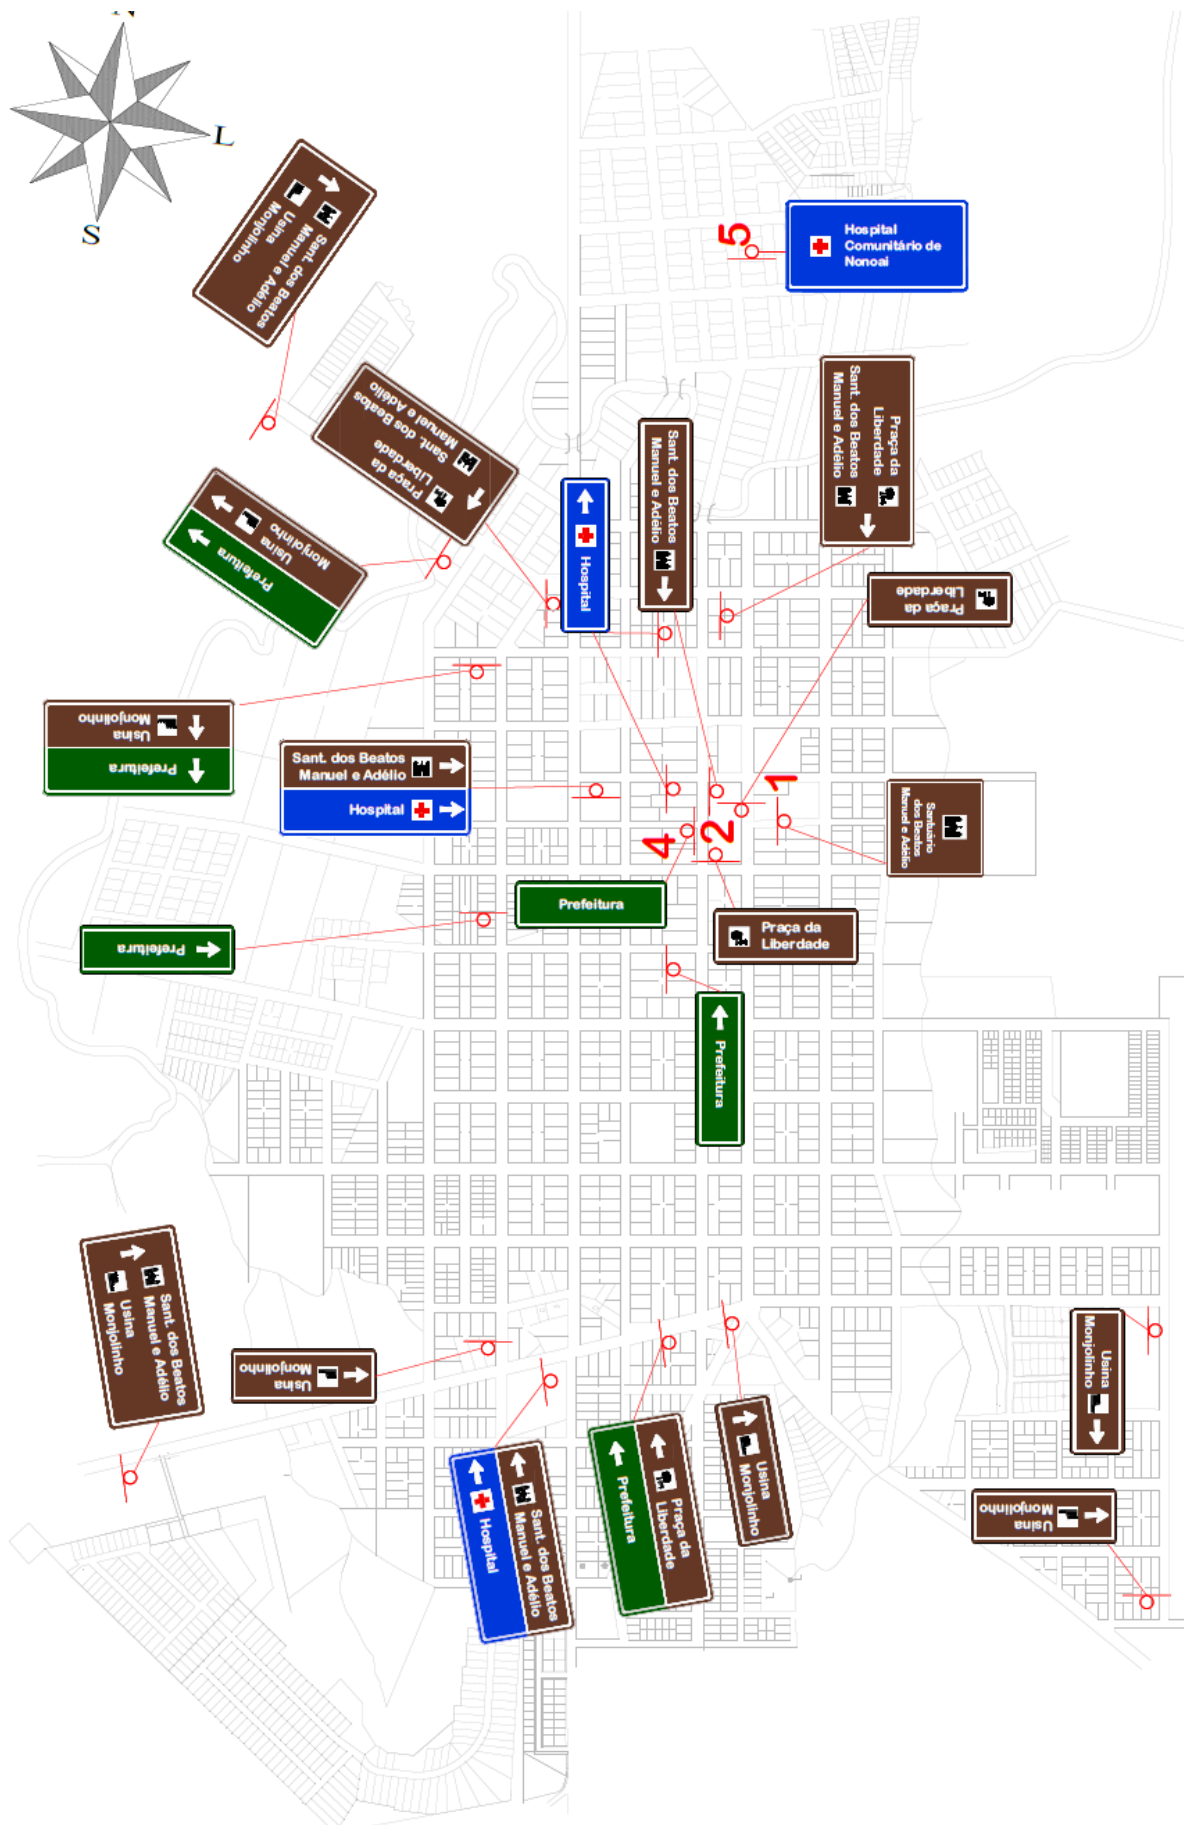 N
L
S
Sant. dos Beatos
Manuel e Adélio
Usina
Monjolinho
5
Hospital
Comunitário de
Nonoai
Praça da
Liberdade
Sant. dos Beatos
Manuel e Adélio
Sant. dos Beatos
Manuel e Adélio
Praça da
Liberdade
Sant. dos Beatos
Manuel e Adélio
Hospital
Usina
Monjolinho
Prefeitura
Praça da
Liberdade
Usina
Monjolinho
Prefeitura
Sant. dos Beatos
Manuel e Adélio
Hospital
1
2
4
Santuário
dos Beatos
Manuel e Adélio
Prefeitura
Praça da
Liberdade
Prefeitura
Prefeitura
Sant. dos Beatos
Manuel e Adélio
Usina
Monjolinho
Usina
Monjolinho
Sant. dos Beatos
Manuel e Adélio
Hospital
Praça da
Liberdade
Prefeitura
Usina
Monjolinho
Usina
Monjolinho
Usina
Monjolinho